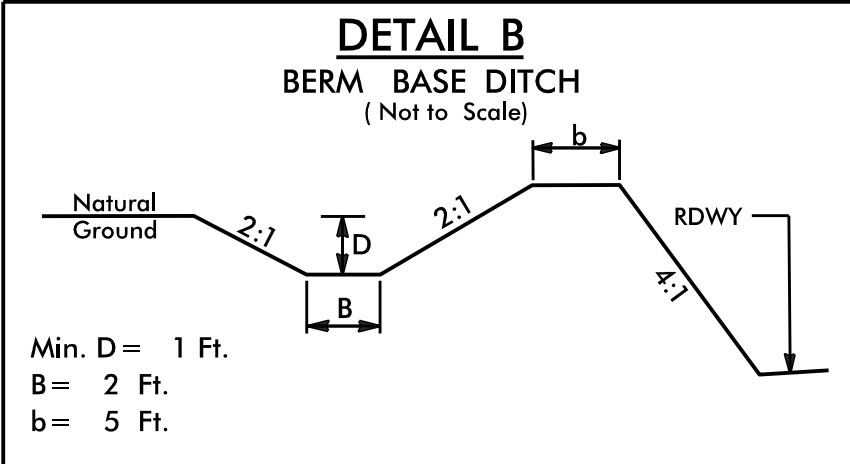 DETAIL B
BERM BASE DITCH
( Not to Scale)
b
Natural
Ground
2:1
D
2:1
RDWY
4:1
B
Min. D = 1 Ft.
B = 2 Ft.
b = 5 Ft.